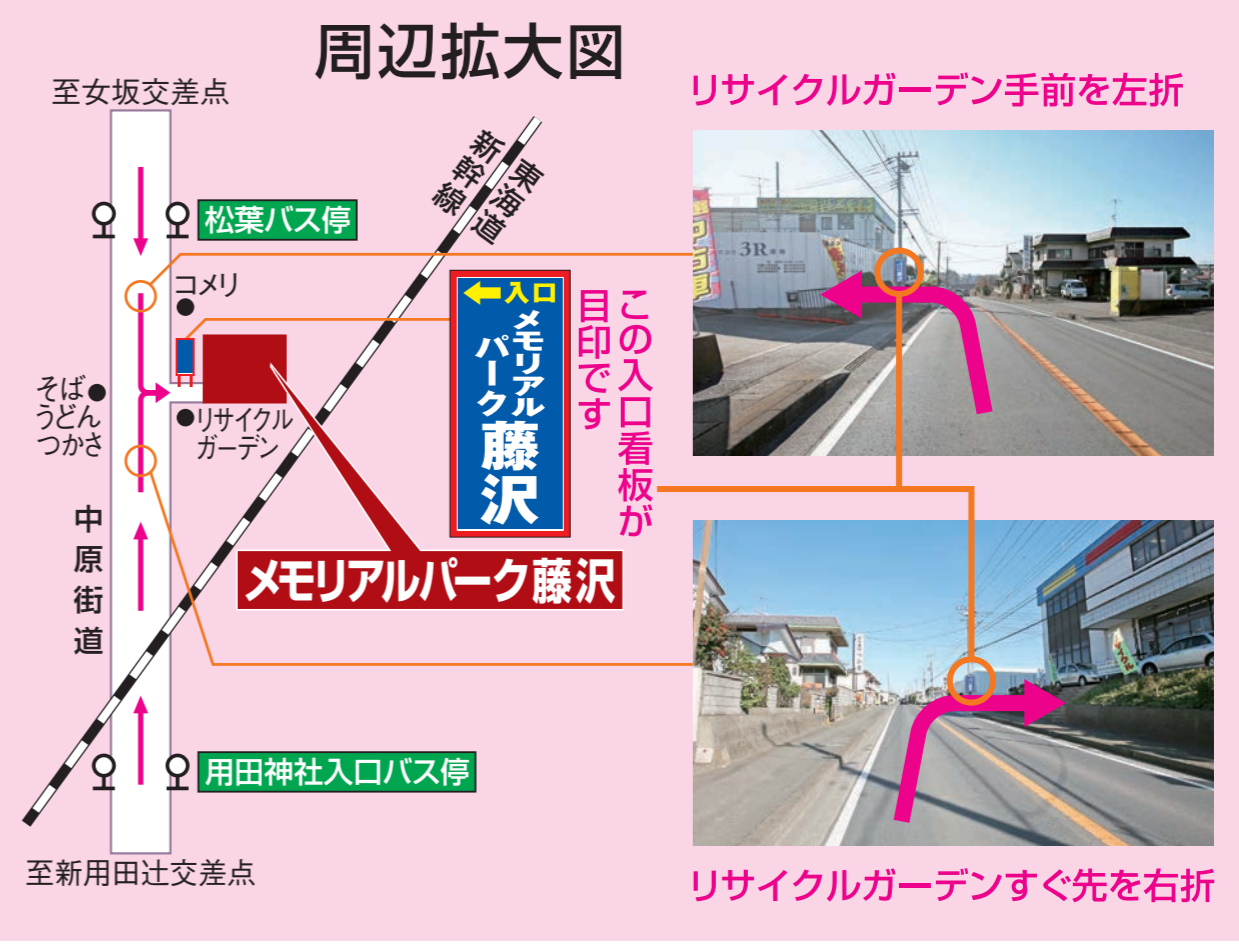 周辺拡大図
至女坂交差点
松葉バス停
東海道
新幹線
コメリ
そば
うどん
つかさ
リサイクル
ガーデン
中原街道
メモリアルパーク藤沢
用田神社入口バス停
至新用田辻交差点
←入口
メモリアル
パーク
藤沢
この入口看板が
目印です
リサイクルガーデン手前を左折
3R
リサイクル
リサイクルガーデンすぐ先を右折